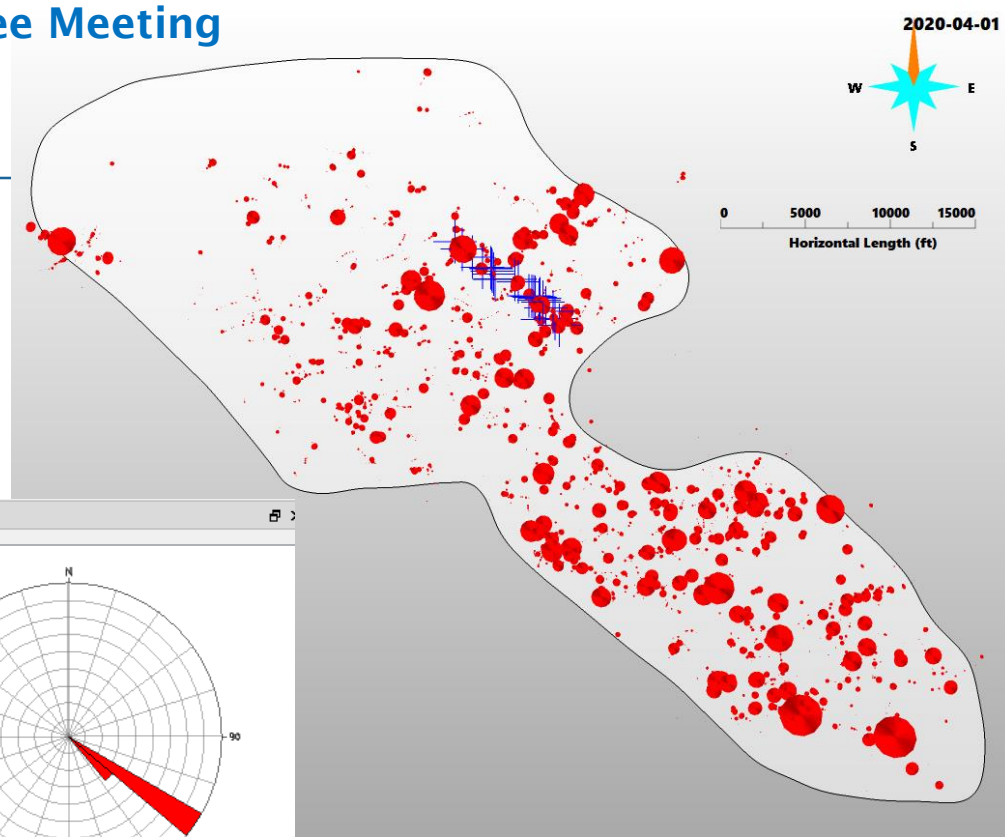 ee Meeting
2020-04-01
W
E
S
0 5000 10000 15000
Horizontal Length (ft)
N
90